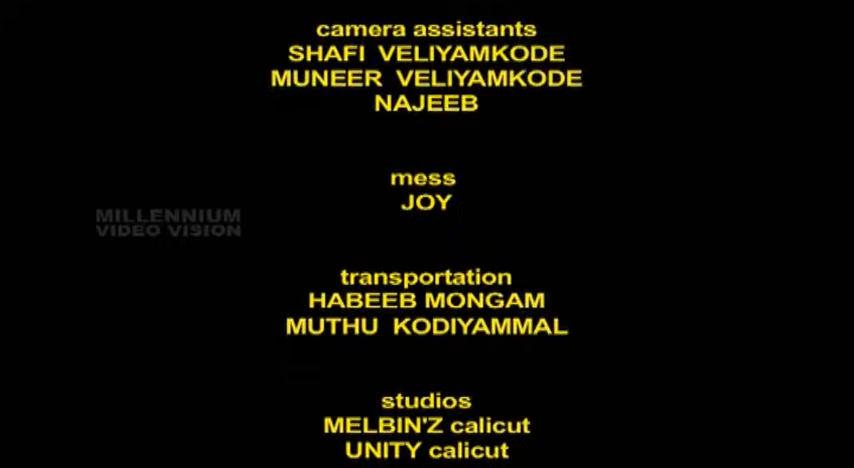 camera assistants
SHAFI VELIYAMKODE
MUNEER VELIYAMKODE
NAJEEB
mess
JOY
MILLENNIUM
VIDEO VISION
transportation
HABEEB MONGAM
MUTHU KODIYAMMAL
studios
MELBIN'Z calicut
UNITY calicut